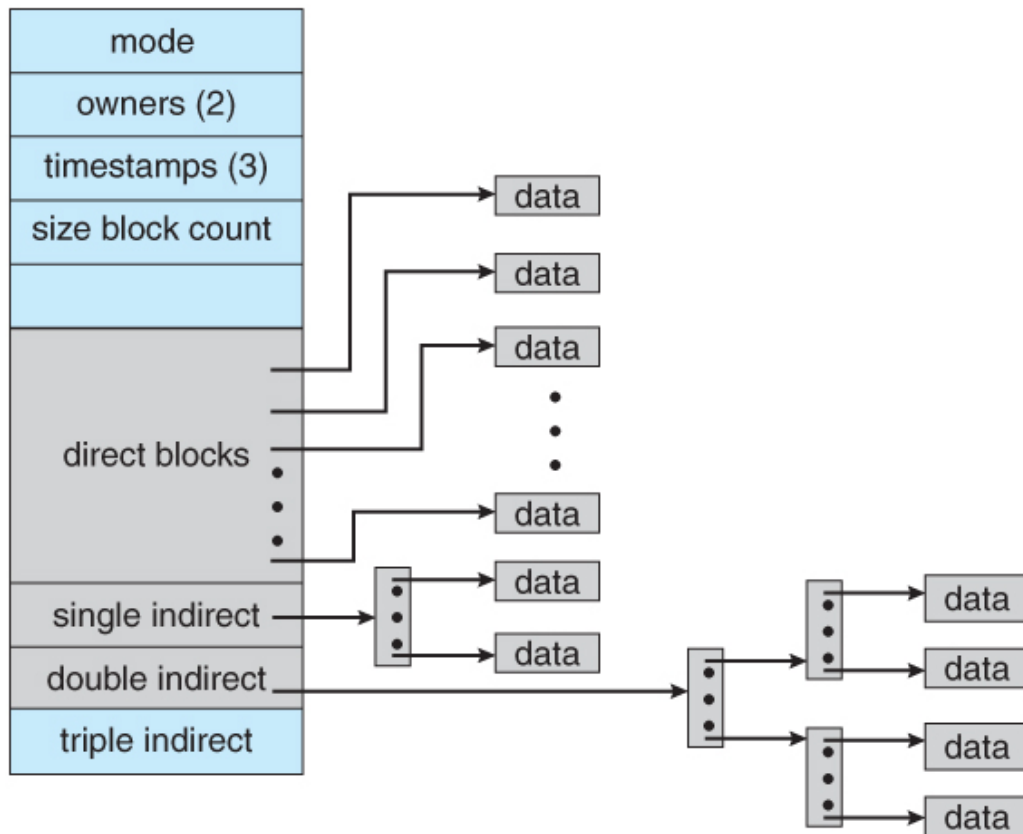 mode
owners (2)
timestamps (3)
size block count
direct blocks
single indirect
double indirect
triple indirect
data
data
data
data
data
data
data
data
data
data